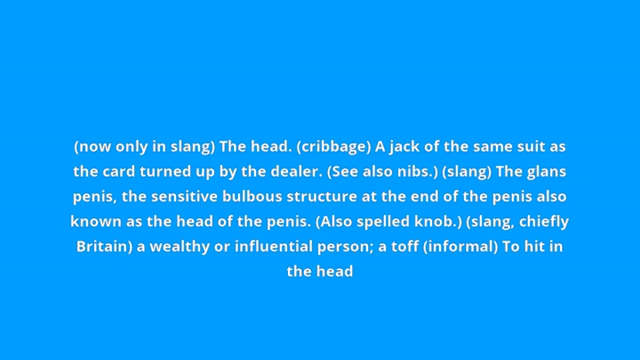 (now only in slang) The head. (cribbage) A jack of the same suit as
the card turned up by the dealer. (See also nibs.) (slang) The glans
penis, the sensitive bulbous structure at the end of the penis also
known as the head of the penis. (Also spelled knob.) (slang, chiefly
Britain) a wealthy or influential person; a toff (informal) To hit in
the head